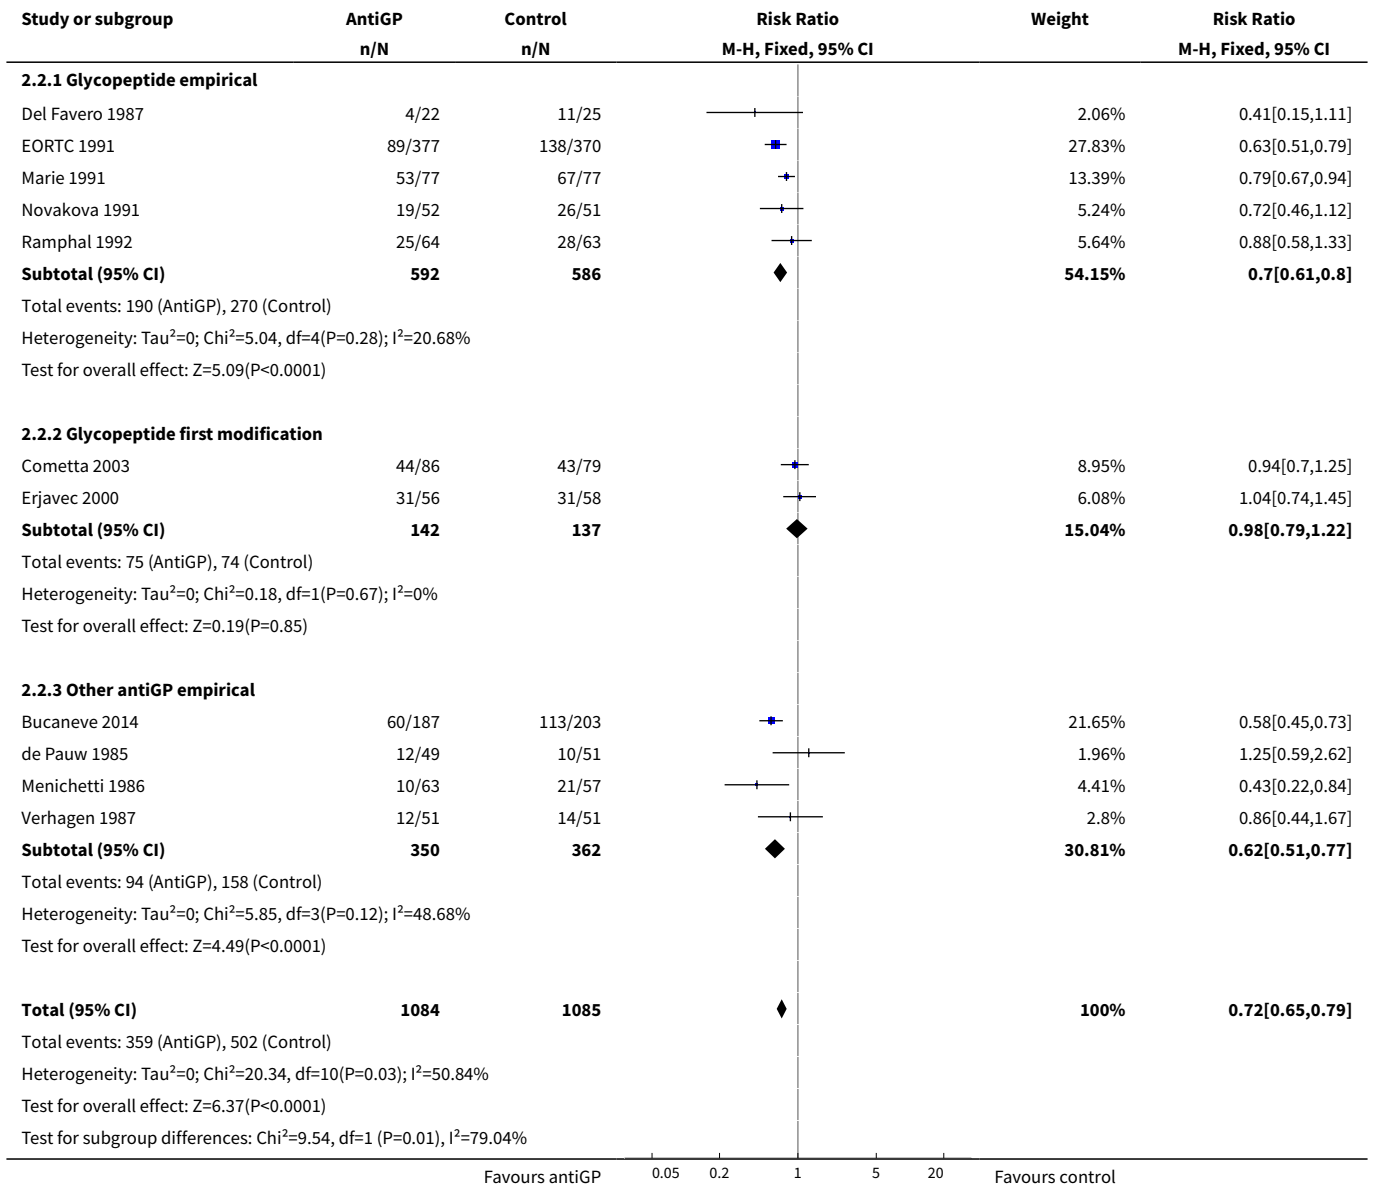 Study or subgroup AntiGP Control Risk Ratio Weight Risk Ratio
n/N n/N M-H, Fixed, 95% CI M-H, Fixed, 95% CI
2.2.1 Glycopeptide empirical
Del Favero 1987 4/22 11/25 2.06% 0.41[0.15,1.11]
EORTC 1991 89/377 138/370 27.83% 0.63[0.51,0.79]
Marie 1991 53/77 67/77 13.39% 0.79[0.67,0.94]
Novakova 1991 19/52 26/51 5.24% 0.72[0.46,1.12]
Ramphal 1992 25/64 28/63 5.64% 0.88[0.58,1.33]
Subtotal (95% CI) 592 586 54.15% 0.7[0.61,0.8]
Total events: 190 (AntiGP), 270 (Control)
Heterogeneity: Tau²=0; Chi²=5.04, df=4(P=0.28); I²=20.68%
Test for overall effect: Z=5.09(P<0.0001)
2.2.2 Glycopeptide first modification
Cometta 2003 44/86 43/79 8.95% 0.94[0.7,1.25]
Erjavec 2000 31/56 31/58 6.08% 1.04[0.74,1.45]
Subtotal (95% CI) 142 137 15.04% 0.98[0.79,1.22]
Total events: 75 (AntiGP), 74 (Control)
Heterogeneity: Tau²=0; Chi²=0.18, df=1(P=0.67); I²=0%
Test for overall effect: Z=0.19(P=0.85)
2.2.3 Other antiGP empirical
Bucaneve 2014 60/187 113/203 21.65% 0.58[0.45,0.73]
de Pauw 1985 12/49 10/51 1.96% 1.25[0.59,2.62]
Menichetti 1986 10/63 21/57 4.41% 0.43[0.22,0.84]
Verhagen 1987 12/51 14/51 2.8% 0.86[0.44,1.67]
Subtotal (95% CI) 350 362 30.81% 0.62[0.51,0.77]
Total events: 94 (AntiGP), 158 (Control)
Heterogeneity: Tau²=0; Chi²=5.85, df=3(P=0.12); I²=48.68%
Test for overall effect: Z=4.49(P<0.0001)
Total (95% CI) 1084 1085 100% 0.72[0.65,0.79]
Total events: 359 (AntiGP), 502 (Control)
Heterogeneity: Tau²=0; Chi²=20.34, df=10(P=0.03); I²=50.84%
Test for overall effect: Z=6.37(P<0.0001)
Test for subgroup differences: Chi²=9.54, df=1 (P=0.01), I²=79.04%
Favours antiGP 0.05 0.2 1 5 20 Favours control